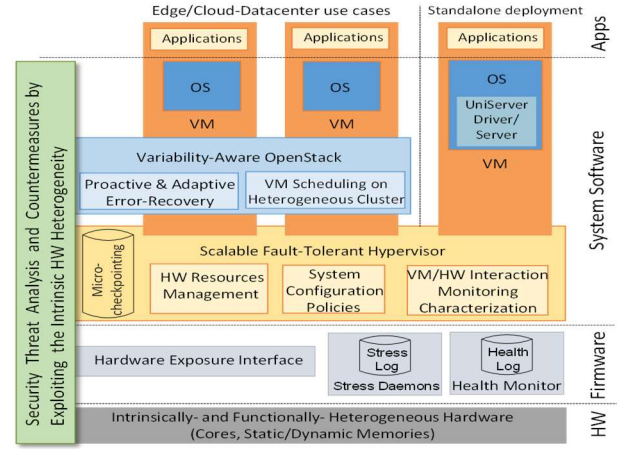 Edge/Cloud-Datacenter use cases
Standalone deployment
Applications
Applications
Applications
Apps
OS
OS
OS
UniServer
Driver/
Server
VM
VM
VM
System Software
Variability-Aware OpenStack
Proactive & Adaptive
Error-Recovery
VM Scheduling on
Heterogeneous Cluster
Scalable Fault-Tolerant Hypervisor
Micro-
checkpointing
HW Resources
Management
System
Configuration
Policies
VM/HW Interaction
Monitoring
Characterization
Hardware Exposure Interface
Stress
Log
Stress Daemons
Health
Log
Health Monitor
Firmware
Intrinsically- and Functionally- Heterogeneous Hardware
(Cores, Static/Dynamic Memories)
HW
Security Threat Analysis and Countermeasures by
Exploiting the Intrinsic HW Heterogeneity